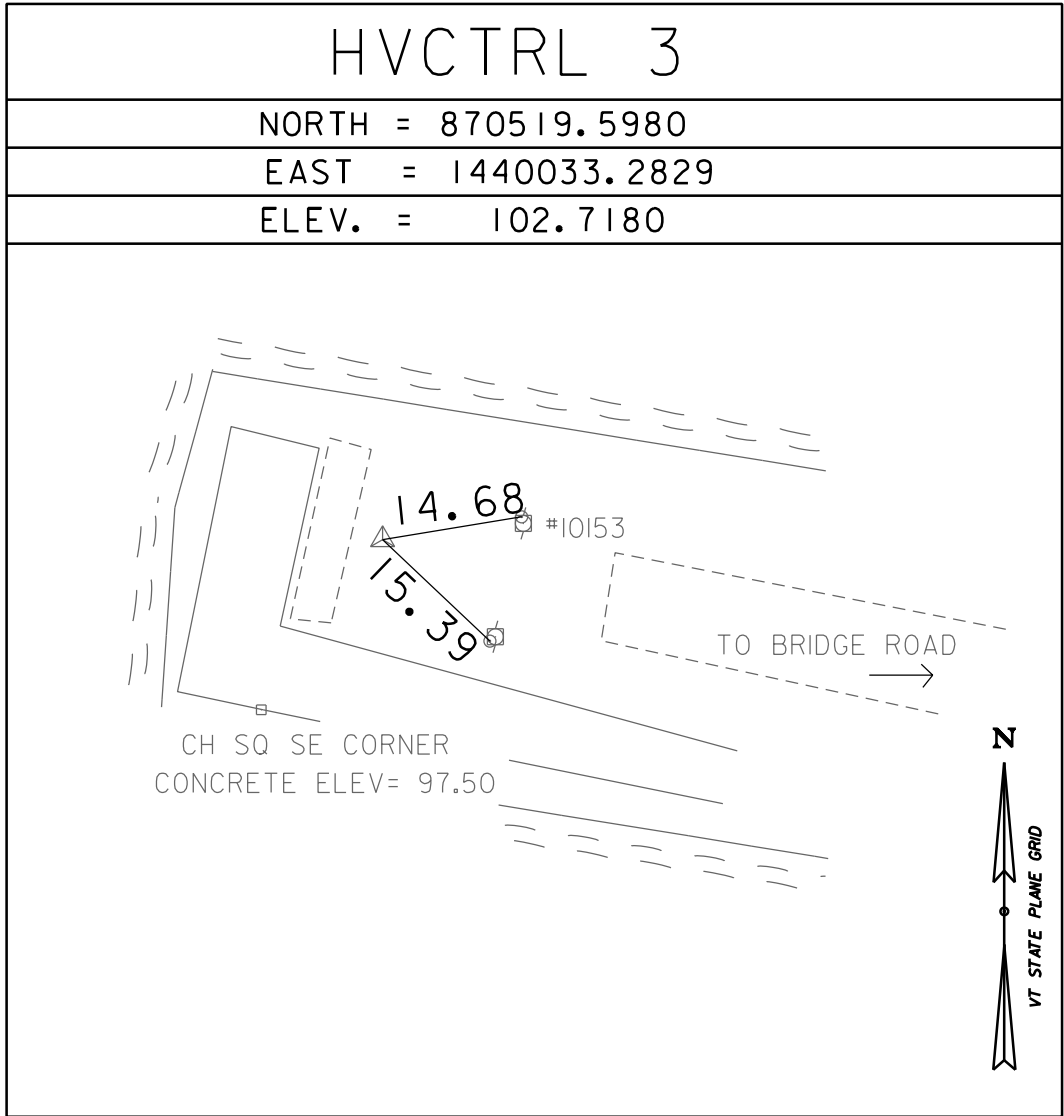 HVCTRL 3
NORTH = 870519.5980
EAST = 1440033.2829
ELEV. = 102.7180
14.68
#10153
15.39
TO BRIDGE ROAD
CH SQ SE CORNER
CONCRETE ELEV= 97.50
N
VT STATE PLANE GRID